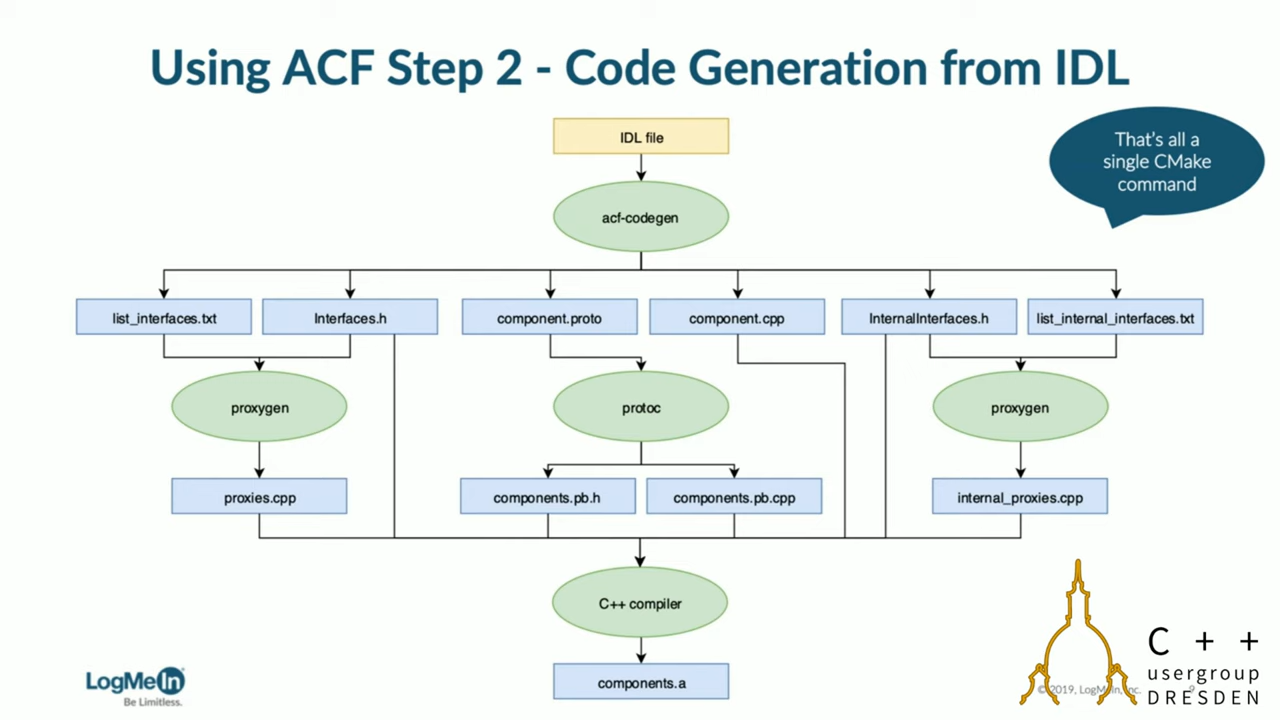 Using ACF Step 2 - Code Generation from IDL
That's all a
single CMake
command
IDL file
acf-codegen
list_interfaces.txt
Interfaces.h
component.proto
component.cpp
InternalInterfaces.h
list_internal_interfaces.txt
proxygen
protoc
proxygen
proxies.cpp
components.pb.h
components.pb.cpp
internal_proxies.cpp
C++ compiler
components.a
LogMeIn
Be Limitless.
© 2019, LogMeIn, Inc.
9
C + +
usergroup
DRESDEN